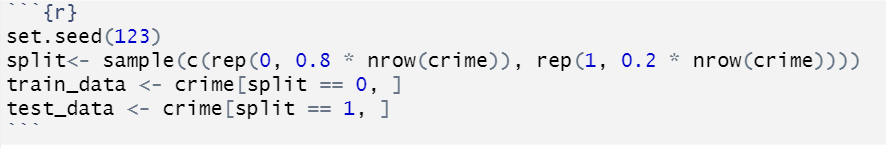 ```{r}
set.seed(123)
split<- sample(c(rep(0, 0.8 * nrow(crime)), rep(1, 0.2 * nrow(crime))))
train_data <- crime[split == 0, ]
test_data <- crime[split == 1, ]
```